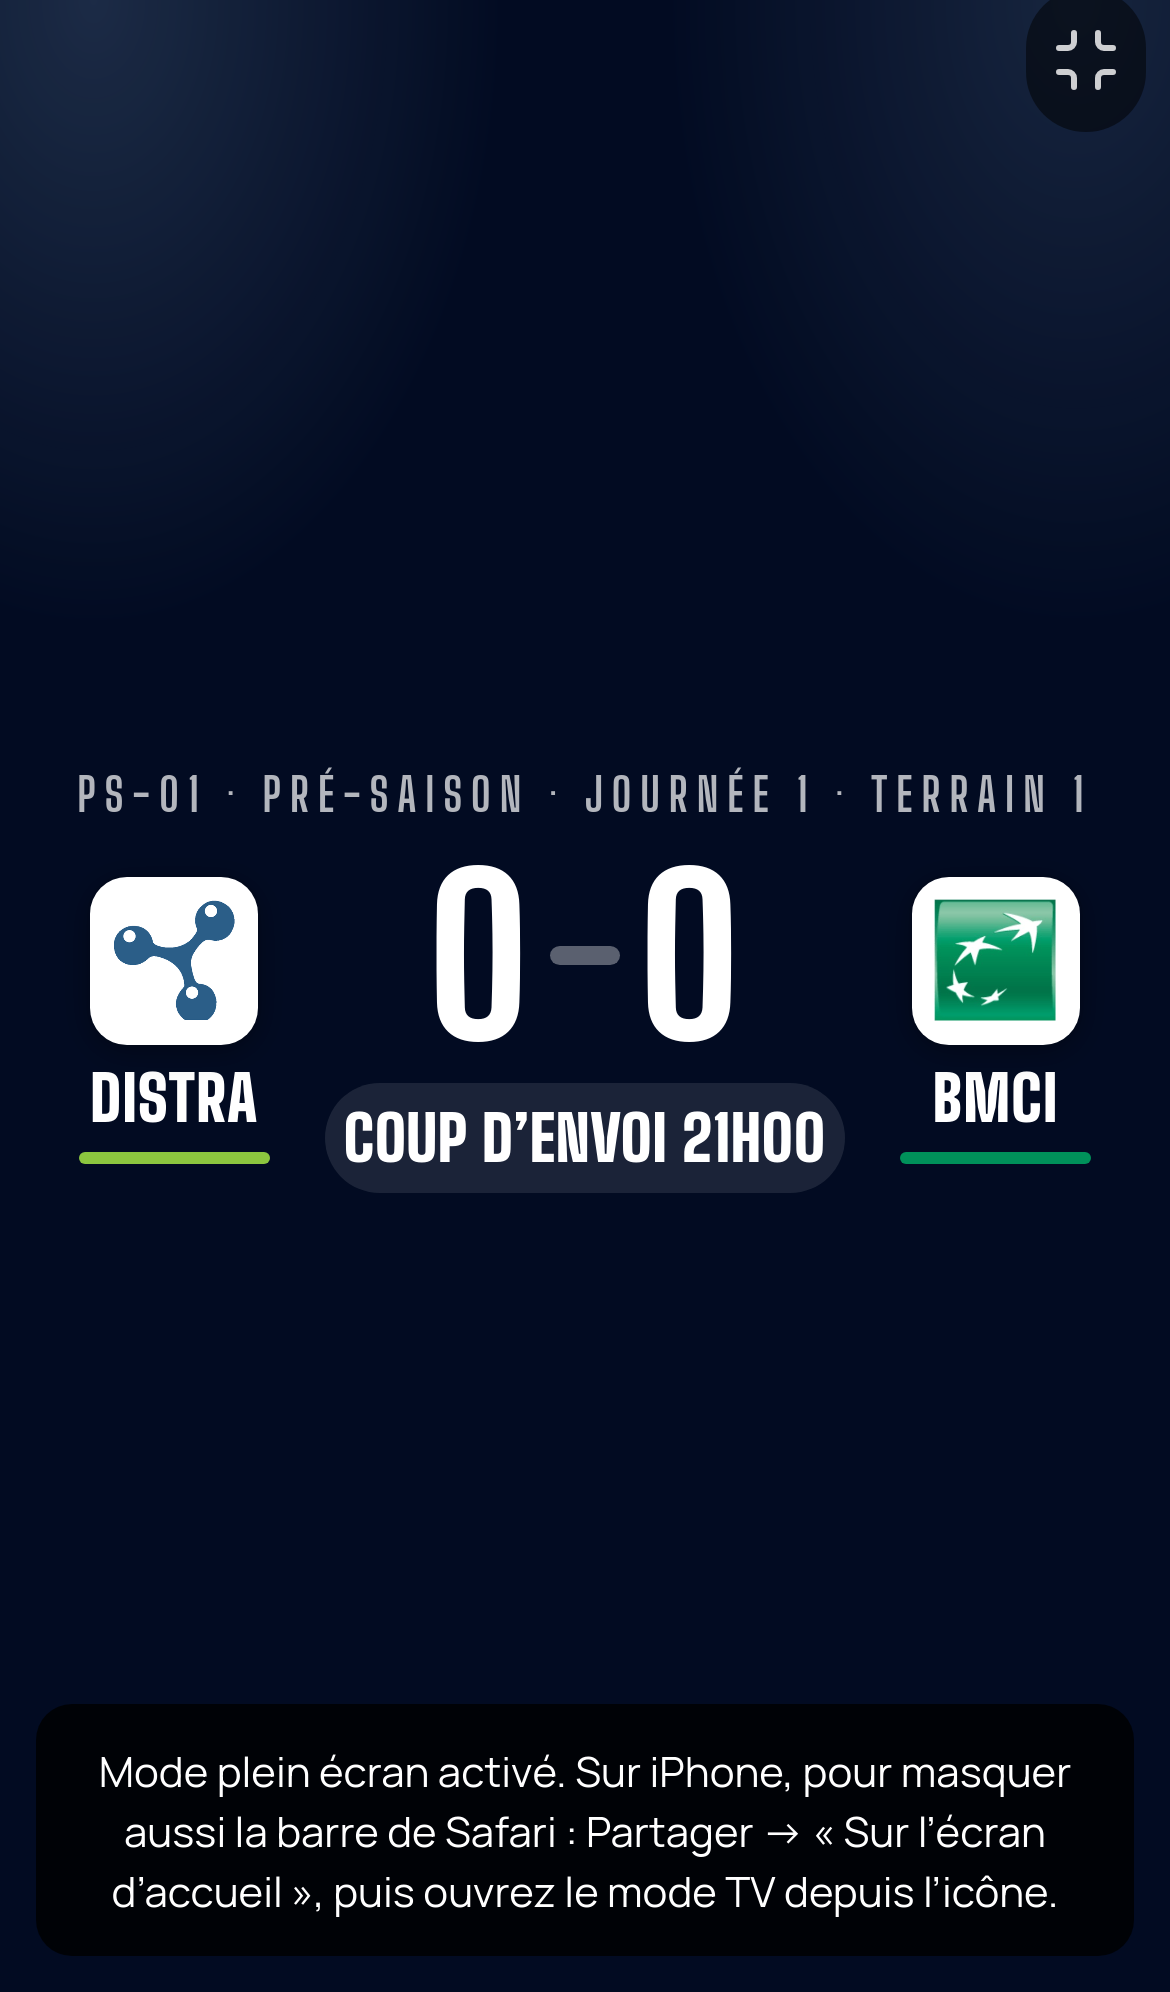 PS-01 · PRÉ-SAISON · JOURNÉE 1 · TERRAIN 1
0-0
DISTRA
BMCI
COUP D’ENVOI 21H00
Mode plein écran activé. Sur iPhone, pour masquer
aussi la barre de Safari : Partager → « Sur l’écran
d’accueil », puis ouvrez le mode TV depuis l’icône.